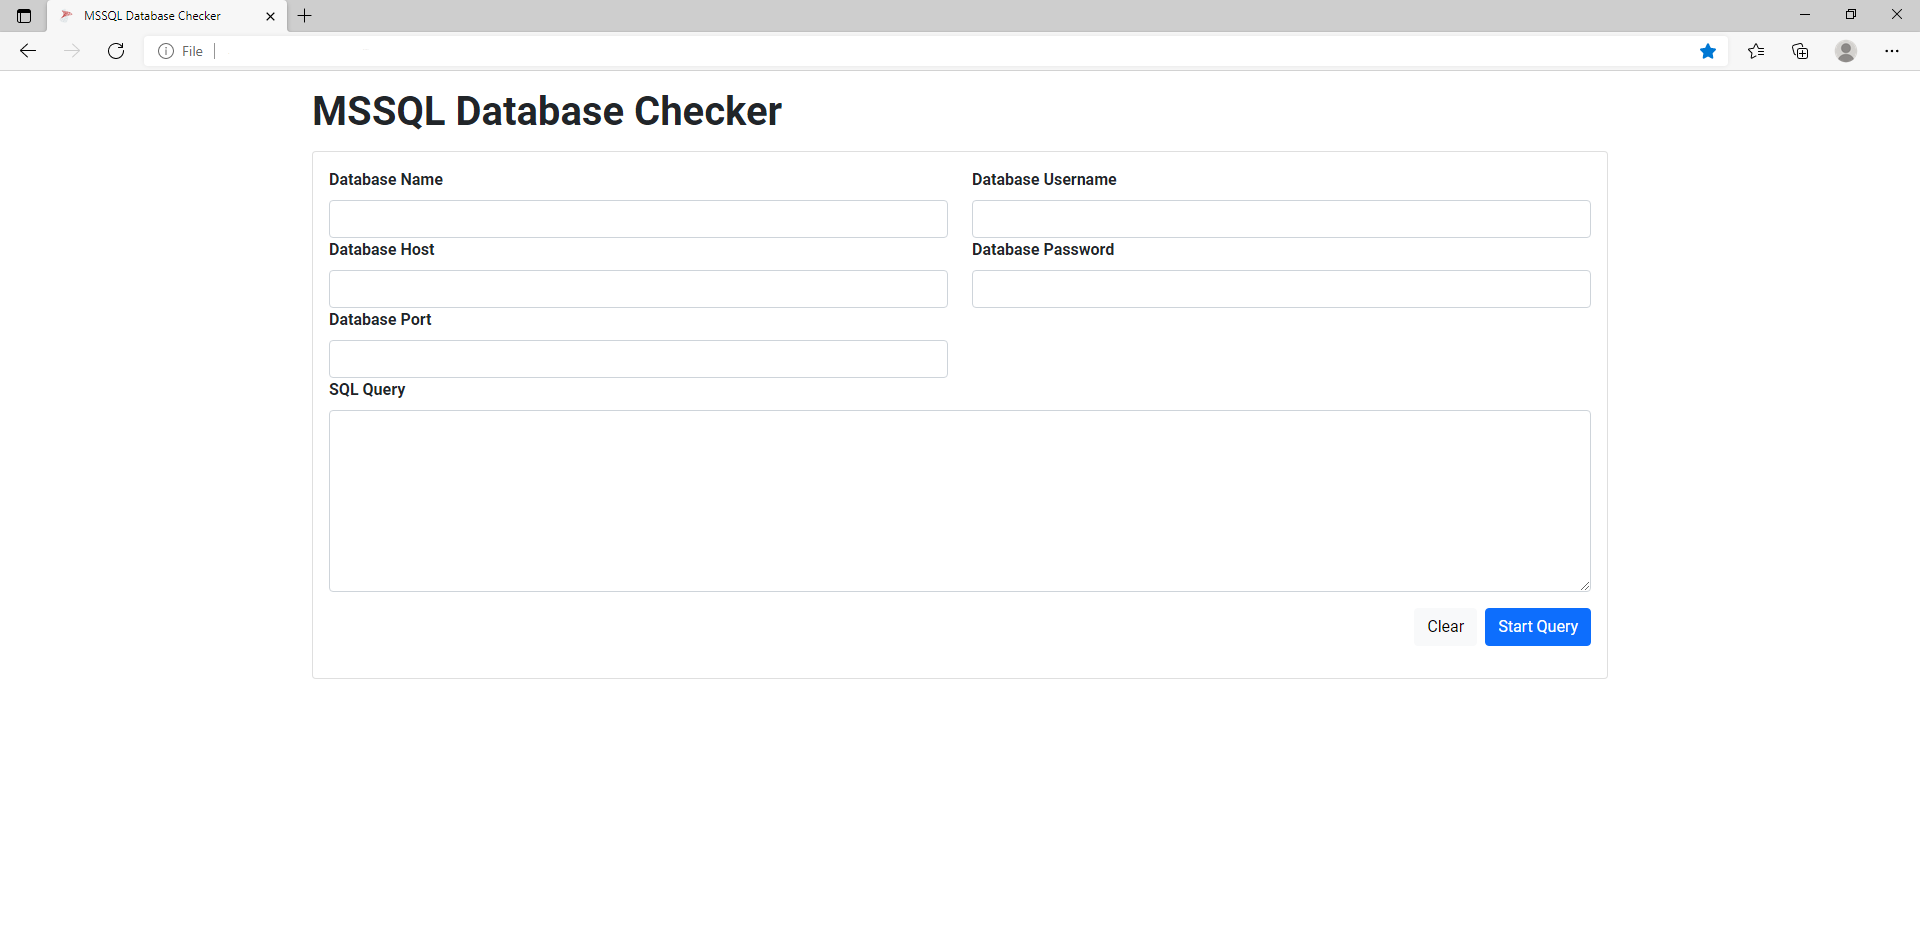 MSSQL Database Checker
File
MSSQL Database Checker
Database Name
Database Username
Database Host
Database Password
Database Port
SQL Query
Clear
Start Query